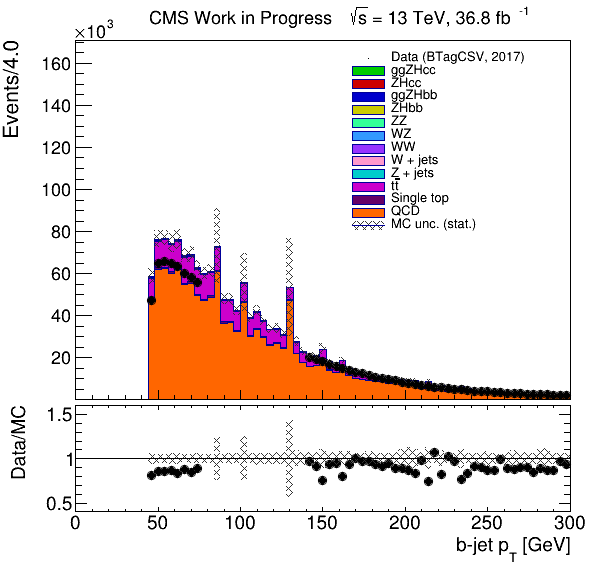 CMS Work in Progress √s = 13 TeV, 36.8 fb⁻¹
×10³
Events/4.0
160
140
120
100
80
60
40
20
Data (BTagCSV, 2017)
ggZHcc
ZHcc
ggZHbb
ZHbb
ZZ
WZ
WW
W + jets
Z + jets
tt̅
Single top
QCD
MC unc. (stat.)
Data/MC
1.5
1
0.5
0 50 100 150 200 250 300
b-jet p_T [GeV]